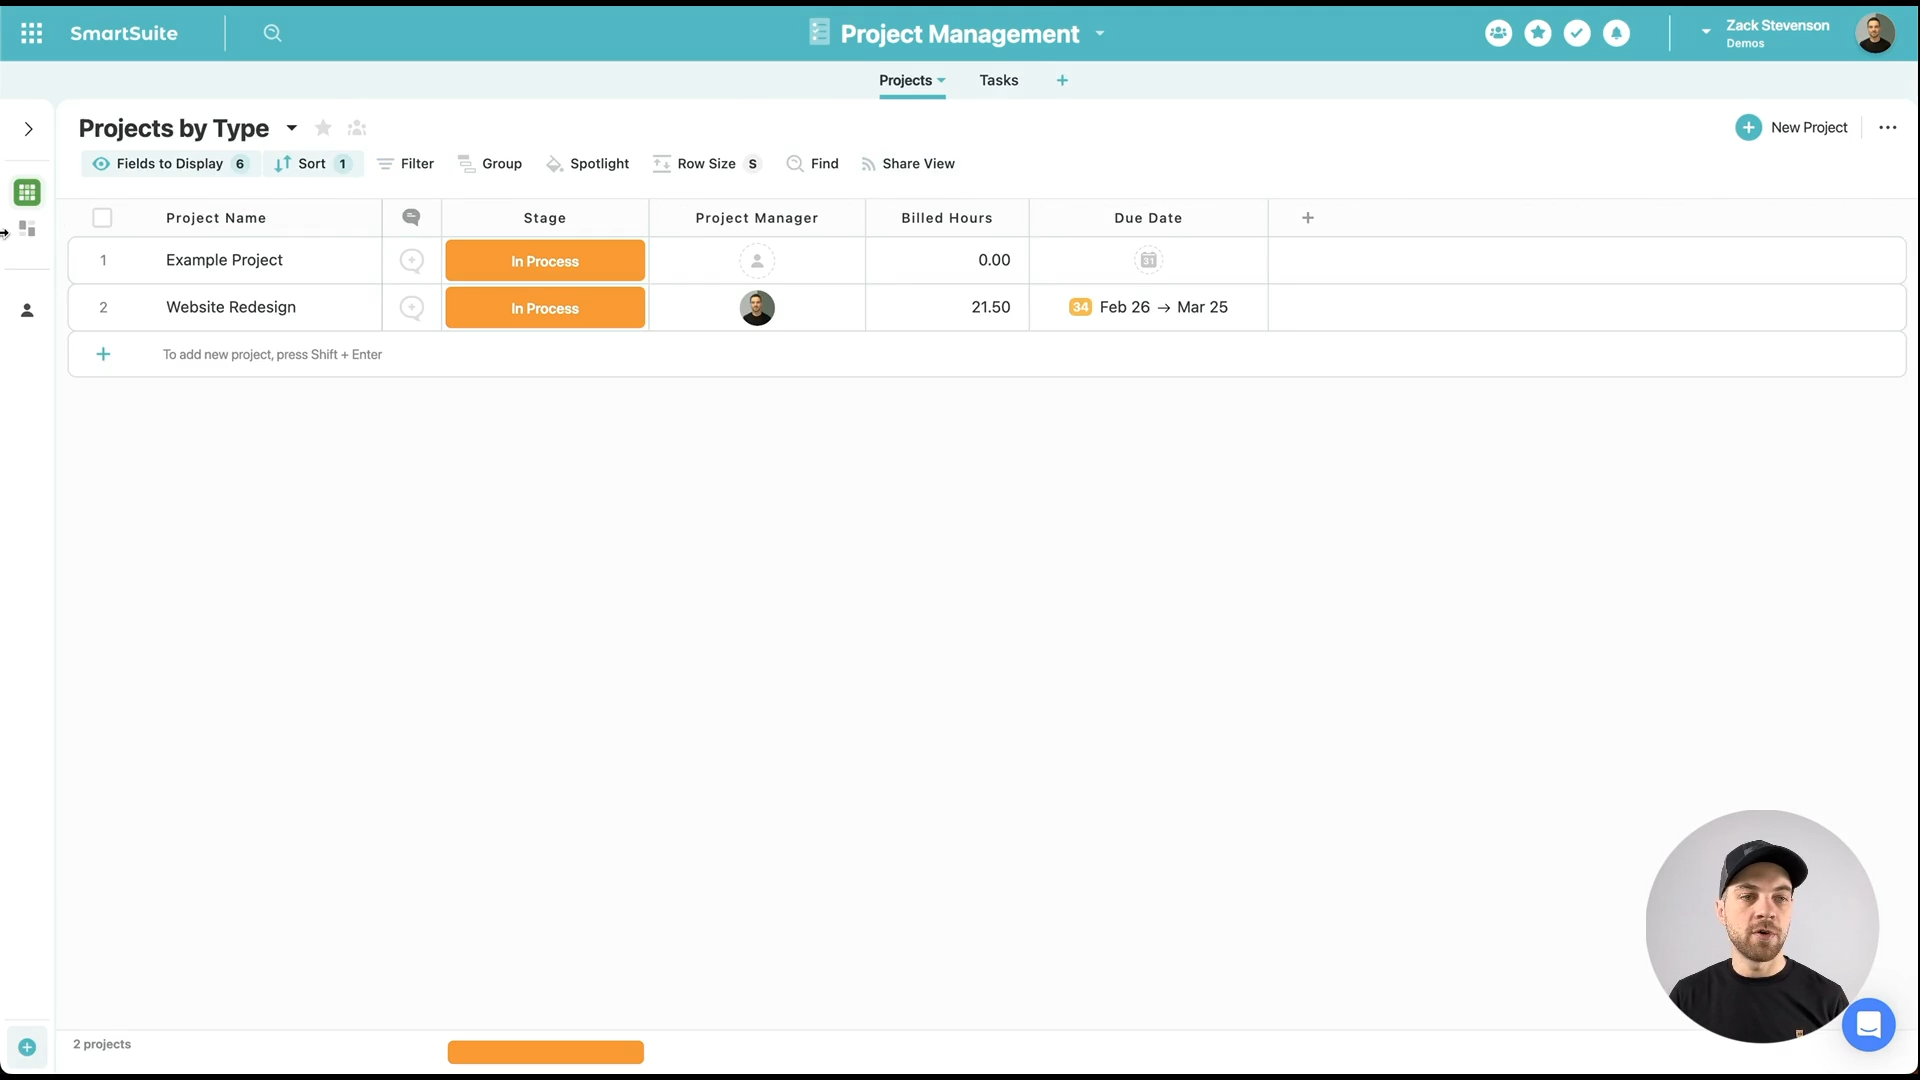 SmartSuite
Project Management
Zack Stevenson
Demos
Projects
Tasks
Projects by Type
New Project
Fields to Display 6
Sort 1
Filter
Group
Spotlight
Row Size S
Find
Share View
Project Name
Stage
Project Manager
Billed Hours
Due Date
1 Example Project In Process 0.00 31
2 Website Redesign In Process 21.50 34 Feb 26 → Mar 25
To add new project, press Shift + Enter
2 projects